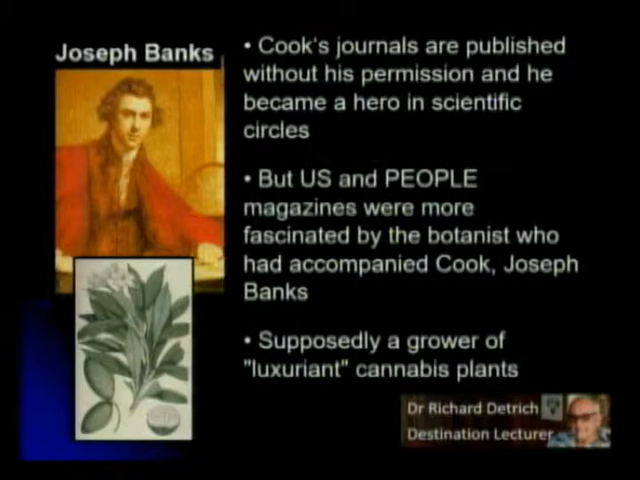 Joseph Banks
• Cook's journals are published
without his permission and he
became a hero in scientific
circles
• But US and PEOPLE
magazines were more
fascinated by the botanist who
had accompanied Cook, Joseph
Banks
• Supposedly a grower of
"luxuriant" cannabis plants
Dr Richard Detrich
Destination Lecturer